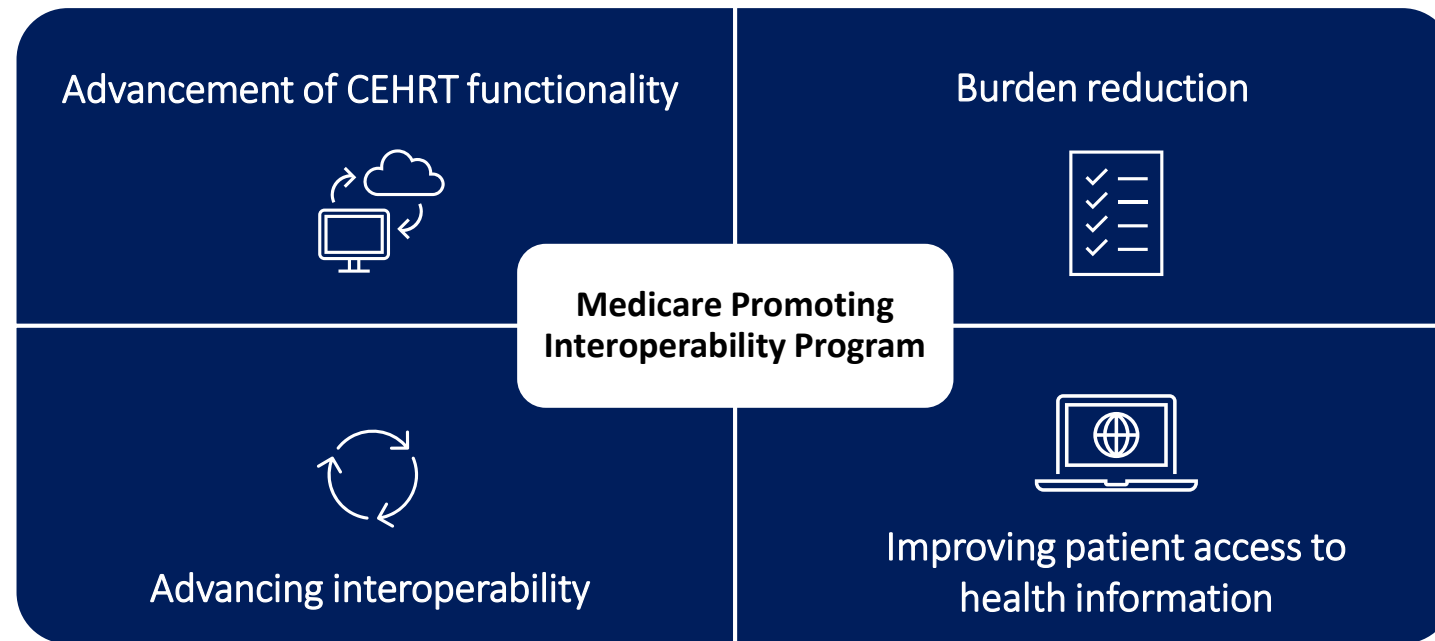 Advancement of CEHRT functionality
Burden reduction
Medicare Promoting
Interoperability Program
Advancing interoperability
Improving patient access to
health information